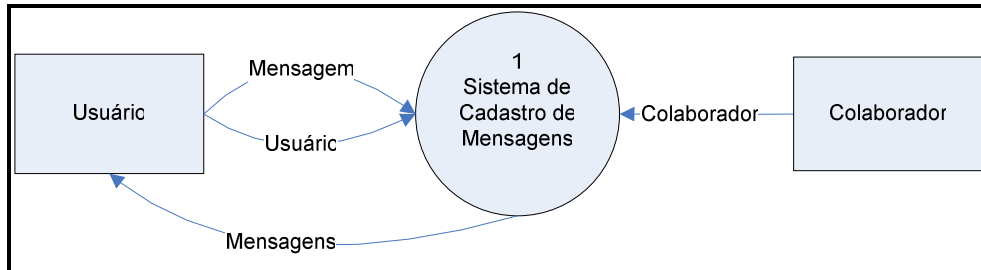 Usuário
Mensagem
Usuário
1
Sistema de
Cadastro de
Mensagens
Colaborador
Colaborador
Mensagens